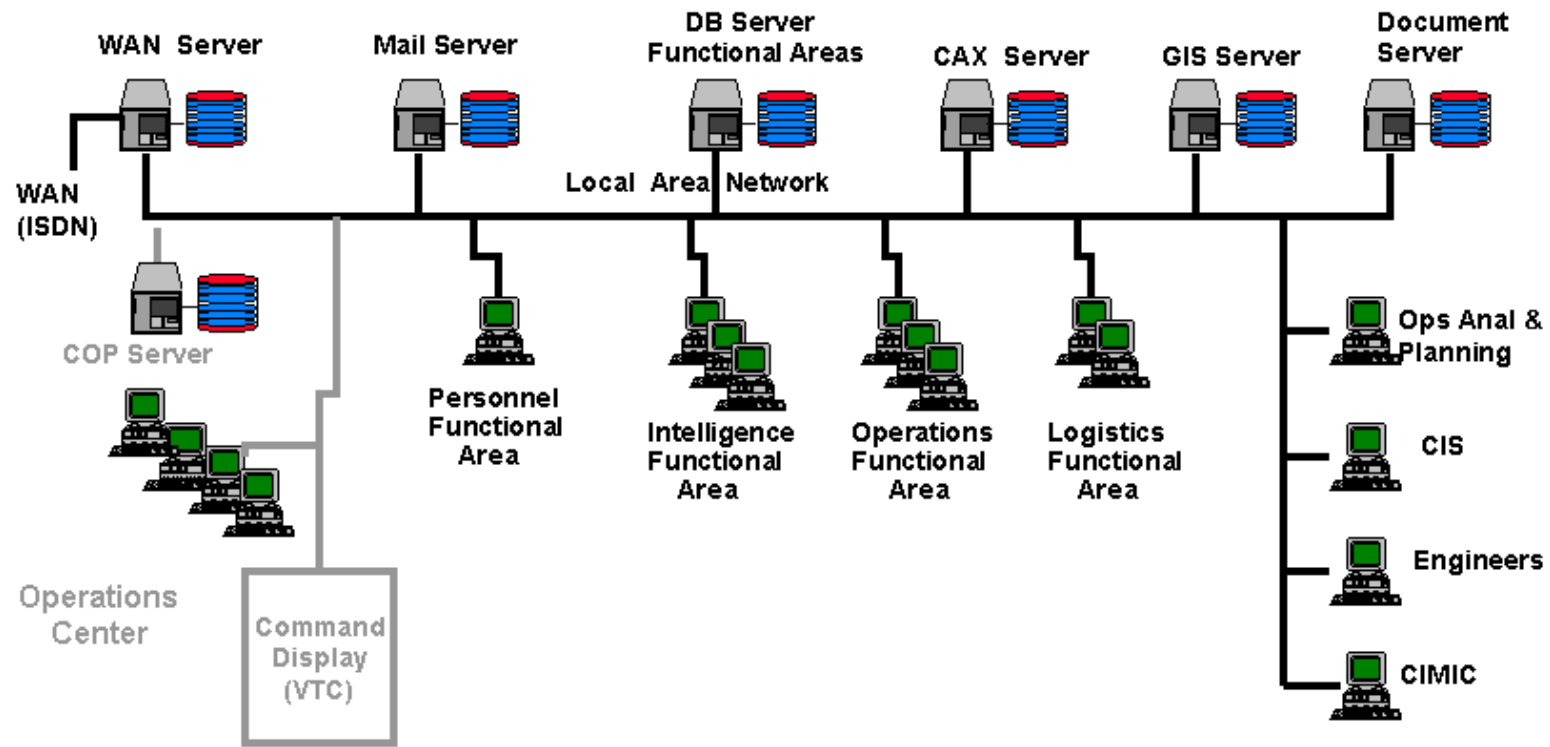 WAN Server
Mail Server
DB Server
Functional Areas
CAX Server
GIS Server
Document
Server
WAN
(ISDN)
Local Area Network
COP Server
Personnel
Functional
Area
Intelligence
Functional
Area
Operations
Functional
Area
Logistics
Functional
Area
Ops Anal &
Planning
CIS
Engineers
CIMIC
Operations
Center
Command
Display
(VTC)